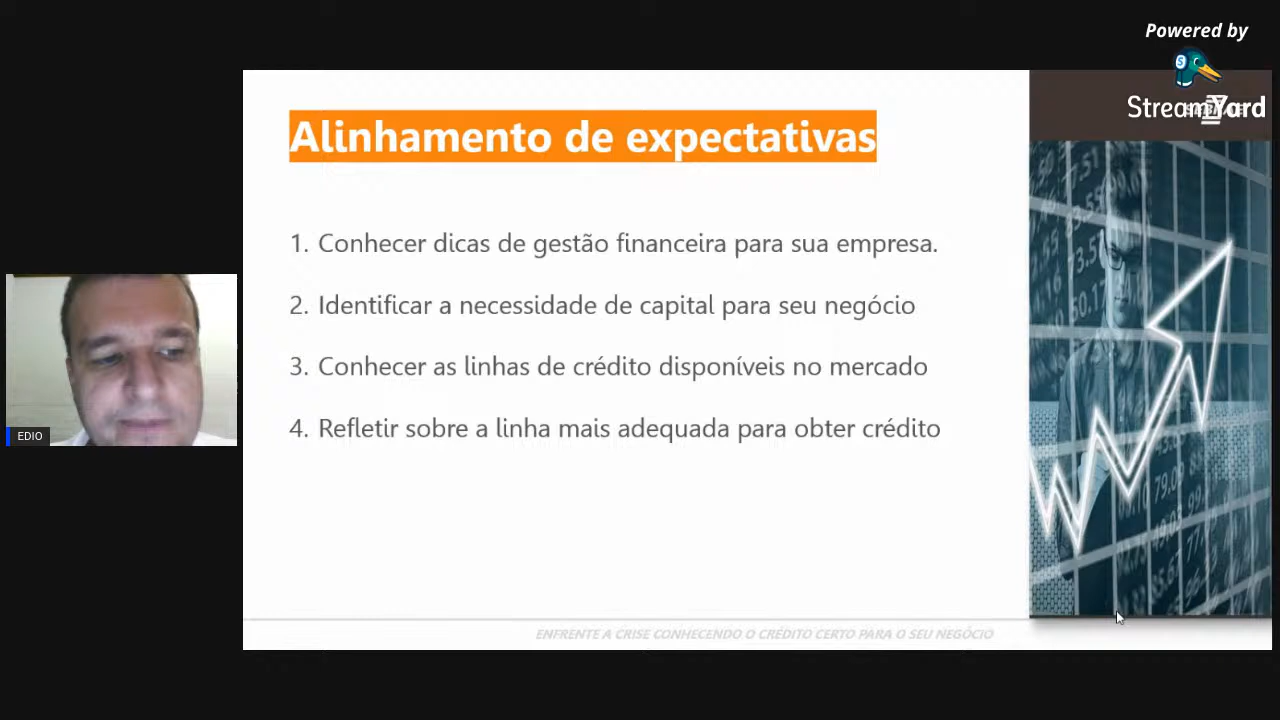 Powered by
StreamYard
Alinhamento de expectativas
1. Conhecer dicas de gestão financeira para sua empresa.
2. Identificar a necessidade de capital para seu negócio
3. Conhecer as linhas de crédito disponíveis no mercado
4. Refletir sobre a linha mais adequada para obter crédito
EDIO
ENFRENTE A CRISE CONHECENDO O CRÉDITO CERTO PARA O SEU NEGÓCIO